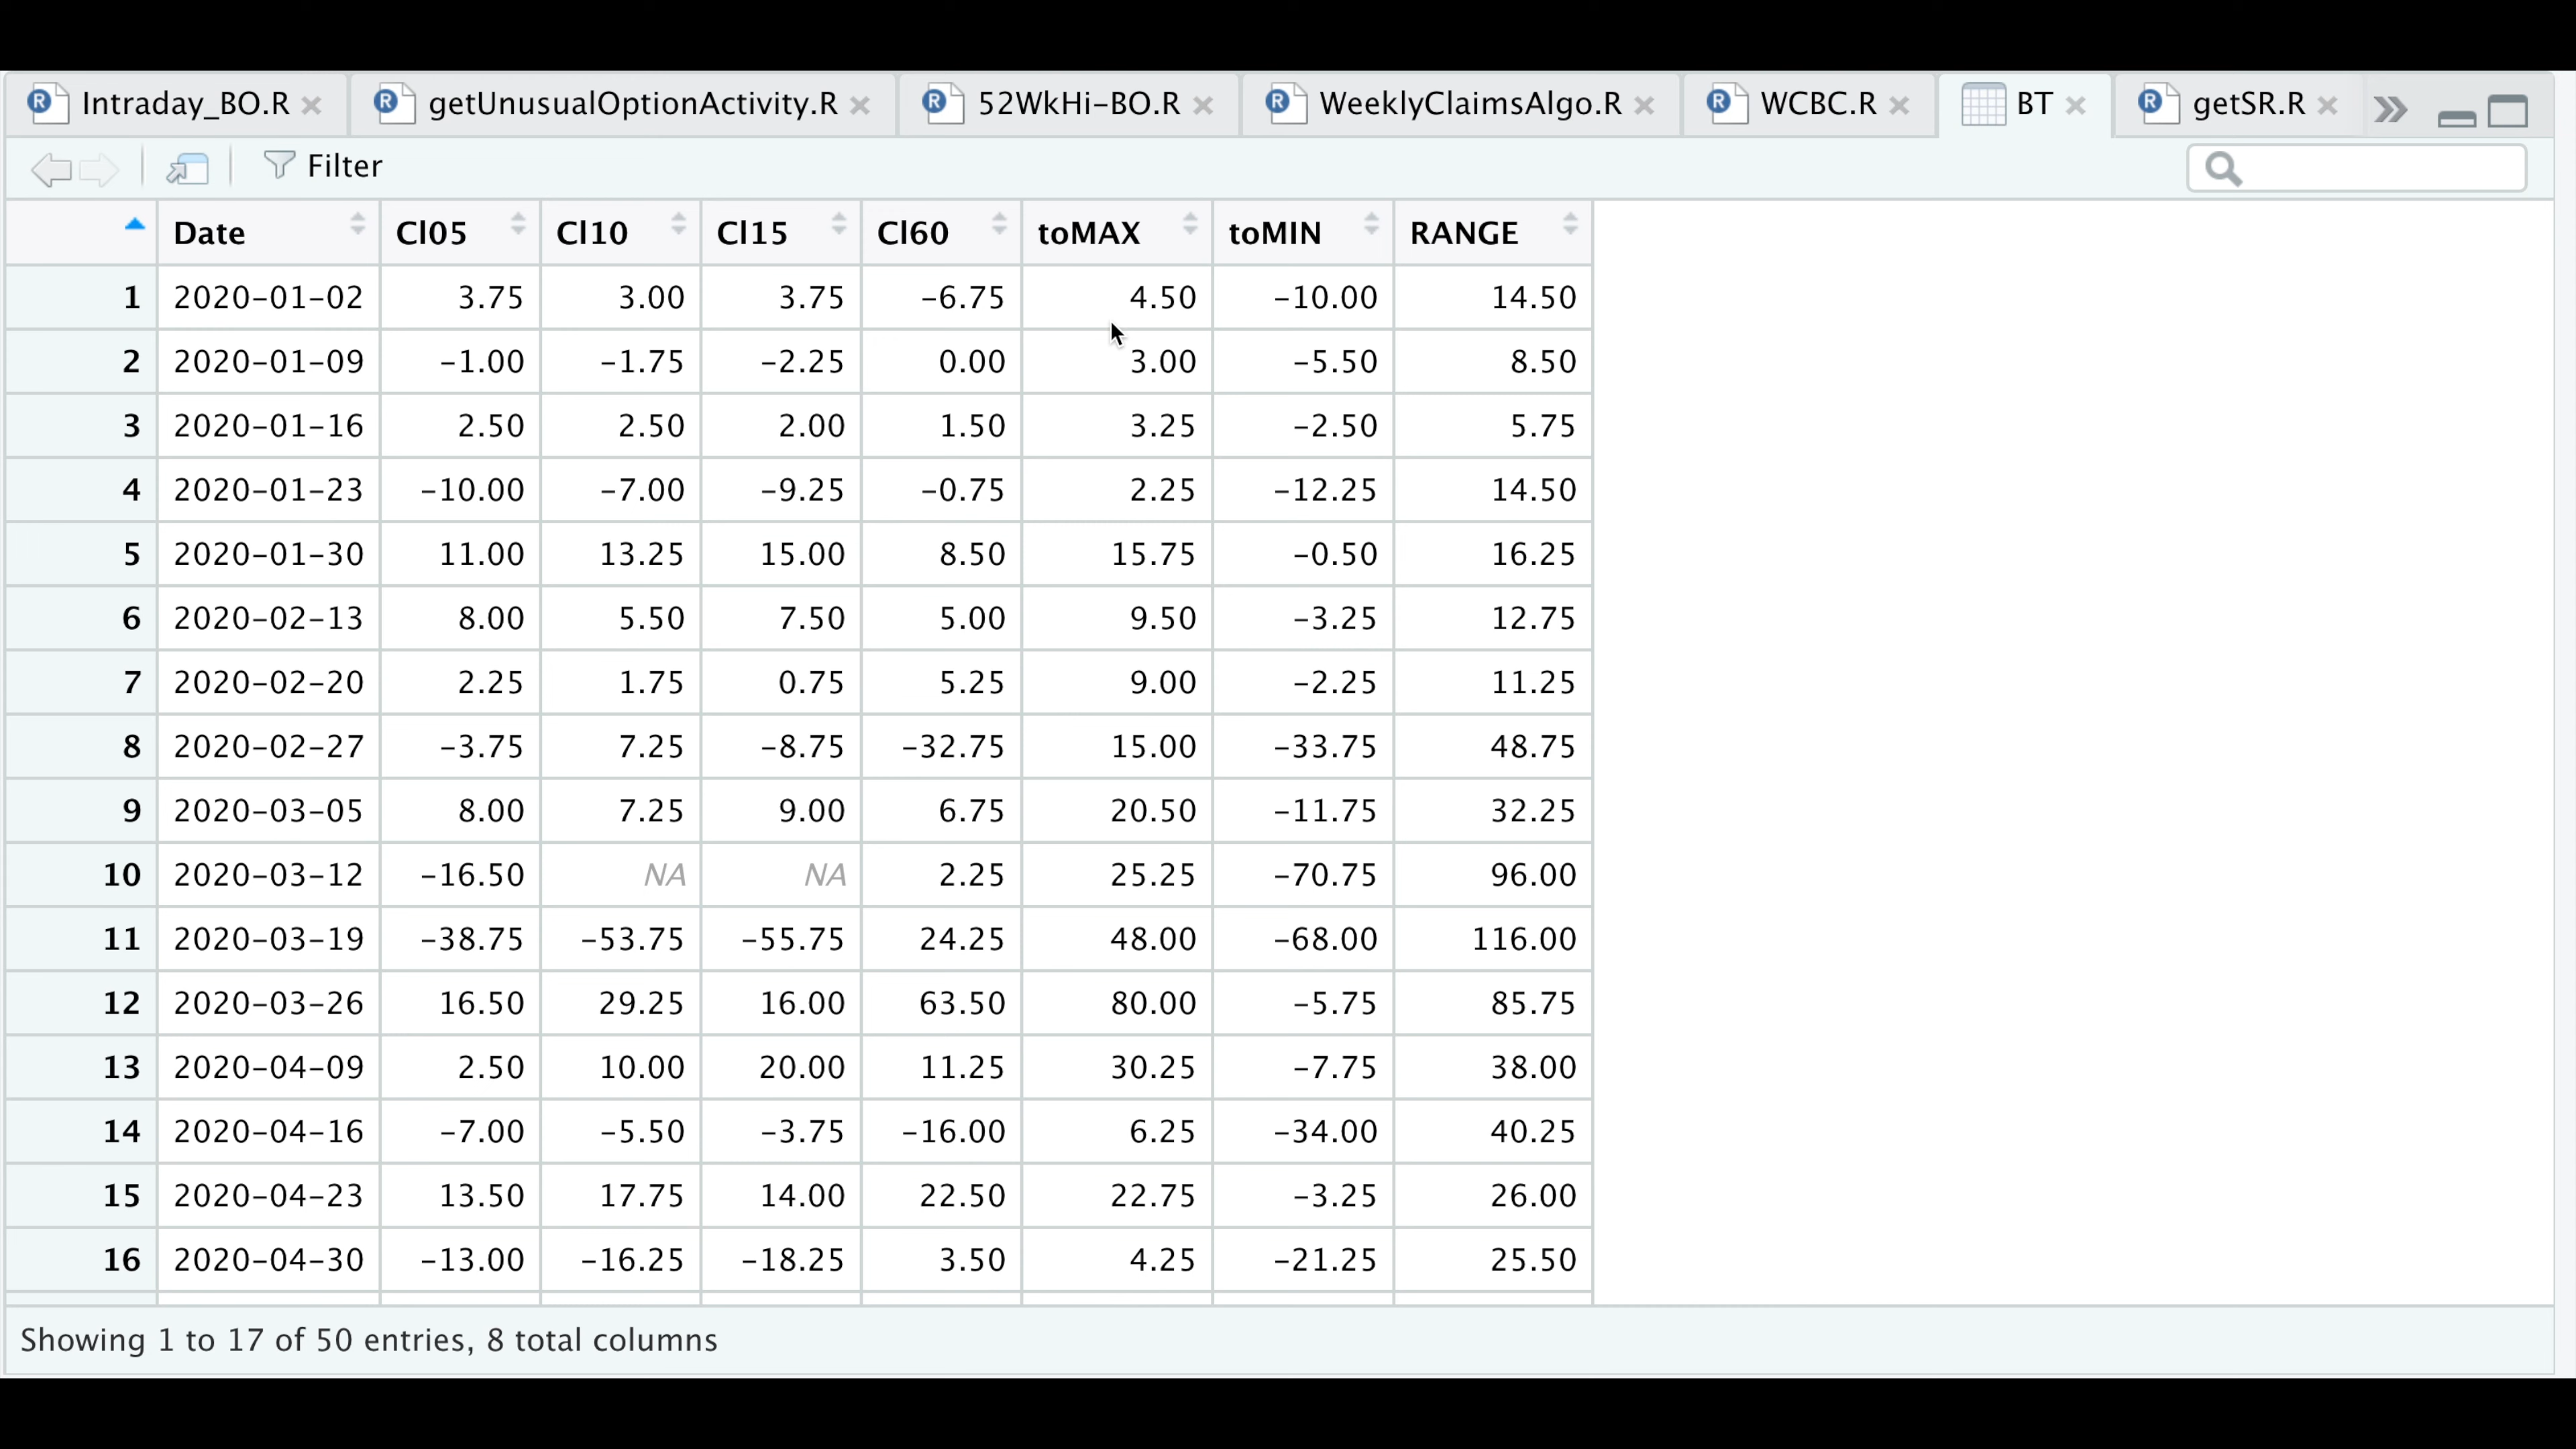 Intraday_BO.R getUnusualOptionActivity.R 52WkHi-BO.R WeeklyClaimsAlgo.R WCBC.R BT getSR.R
Filter
Date Cl05 Cl10 Cl15 Cl60 toMAX toMIN RANGE
1 2020-01-02 3.75 3.00 3.75 -6.75 4.50 -10.00 14.50
2 2020-01-09 -1.00 -1.75 -2.25 0.00 3.00 -5.50 8.50
3 2020-01-16 2.50 2.50 2.00 1.50 3.25 -2.50 5.75
4 2020-01-23 -10.00 -7.00 -9.25 -0.75 2.25 -12.25 14.50
5 2020-01-30 11.00 13.25 15.00 8.50 15.75 -0.50 16.25
6 2020-02-13 8.00 5.50 7.50 5.00 9.50 -3.25 12.75
7 2020-02-20 2.25 1.75 0.75 5.25 9.00 -2.25 11.25
8 2020-02-27 -3.75 7.25 -8.75 -32.75 15.00 -33.75 48.75
9 2020-03-05 8.00 7.25 9.00 6.75 20.50 -11.75 32.25
10 2020-03-12 -16.50 NA NA 2.25 25.25 -70.75 96.00
11 2020-03-19 -38.75 -53.75 -55.75 24.25 48.00 -68.00 116.00
12 2020-03-26 16.50 29.25 16.00 63.50 80.00 -5.75 85.75
13 2020-04-09 2.50 10.00 20.00 11.25 30.25 -7.75 38.00
14 2020-04-16 -7.00 -5.50 -3.75 -16.00 6.25 -34.00 40.25
15 2020-04-23 13.50 17.75 14.00 22.50 22.75 -3.25 26.00
16 2020-04-30 -13.00 -16.25 -18.25 3.50 4.25 -21.25 25.50
Showing 1 to 17 of 50 entries, 8 total columns